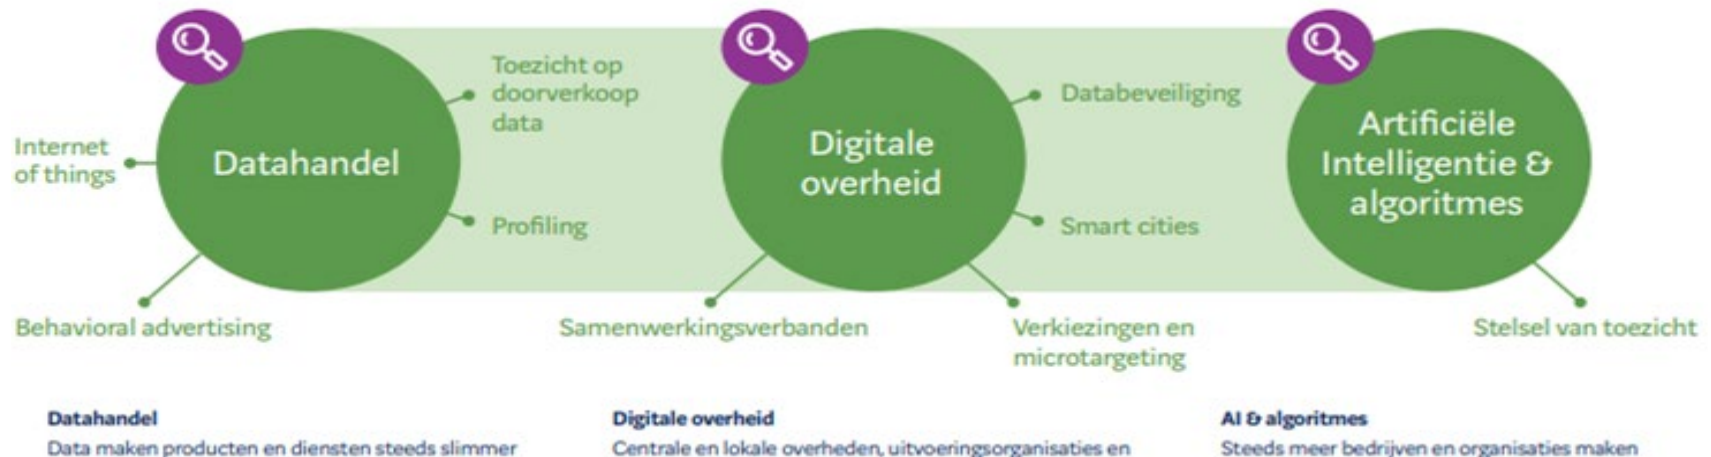 Internet
of things
Datahandel
Toezicht op
doorverkoop
data
Profiling
Behavioral advertising
Digitale
overheid
Databeveiliging
Smart cities
Samenwerkingsverbanden
Verkiezingen en
microtargeting
Artificiële
Intelligentie &
algoritmes
Stelsel van toezicht
Datahandel
Data maken producten en diensten steeds slimmer
Digitale overheid
Centrale en lokale overheden, uitvoeringsorganisaties en
AI & algoritmes
Steeds meer bedrijven en organisaties maken